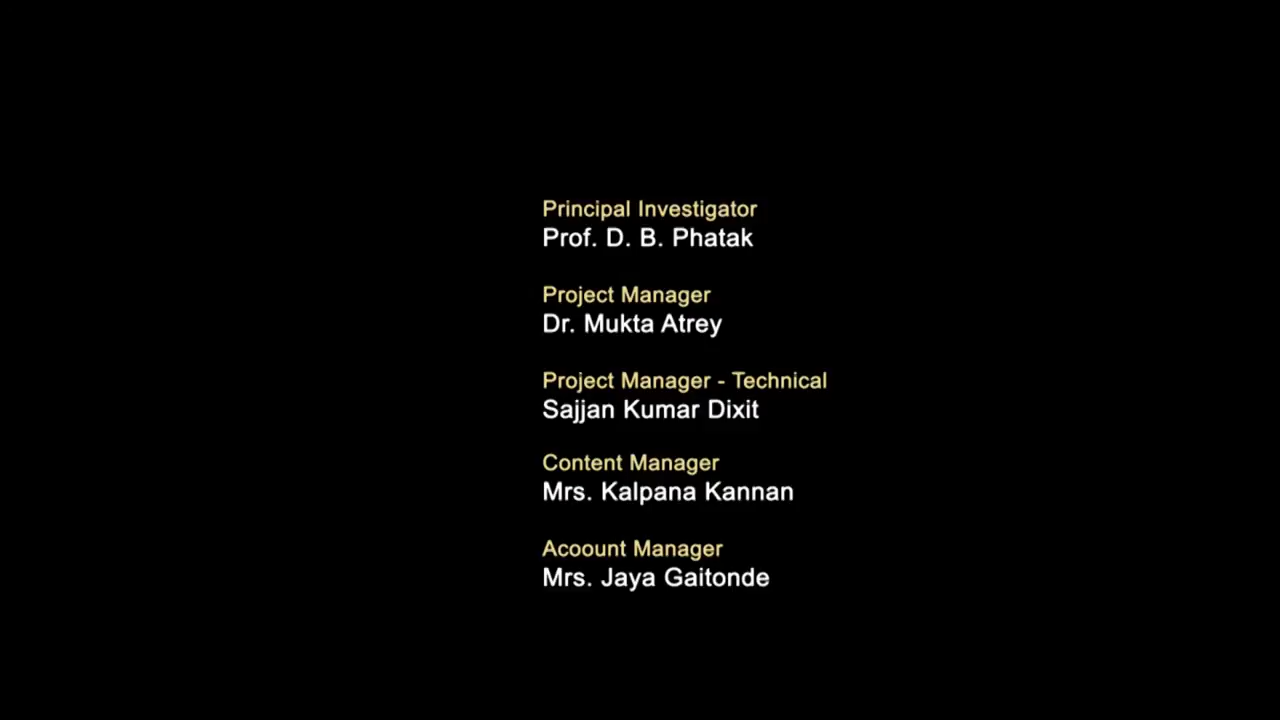 Principal Investigator
Prof. D. B. Phatak
Project Manager
Dr. Mukta Atrey
Project Manager - Technical
Sajjan Kumar Dixit
Content Manager
Mrs. Kalpana Kannan
Acoount Manager
Mrs. Jaya Gaitonde